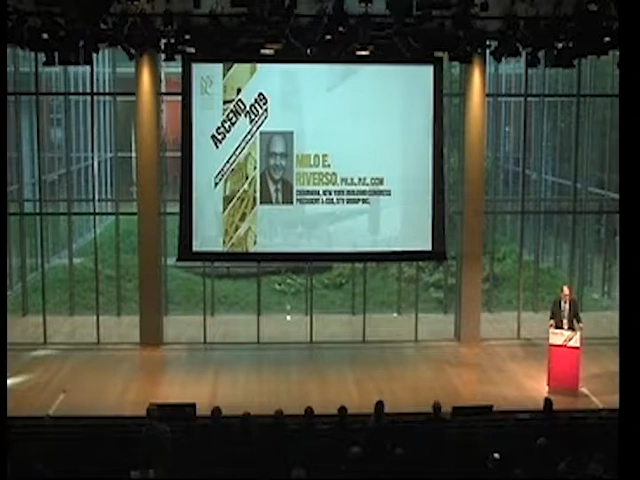 ASCEND
2019
MILO E.
RIVERSO, PH.D., P.E., CCM
CHAIRMAN, NEW YORK BUILDING CONGRESS
PRESIDENT & CEO, STV GROUP INC.